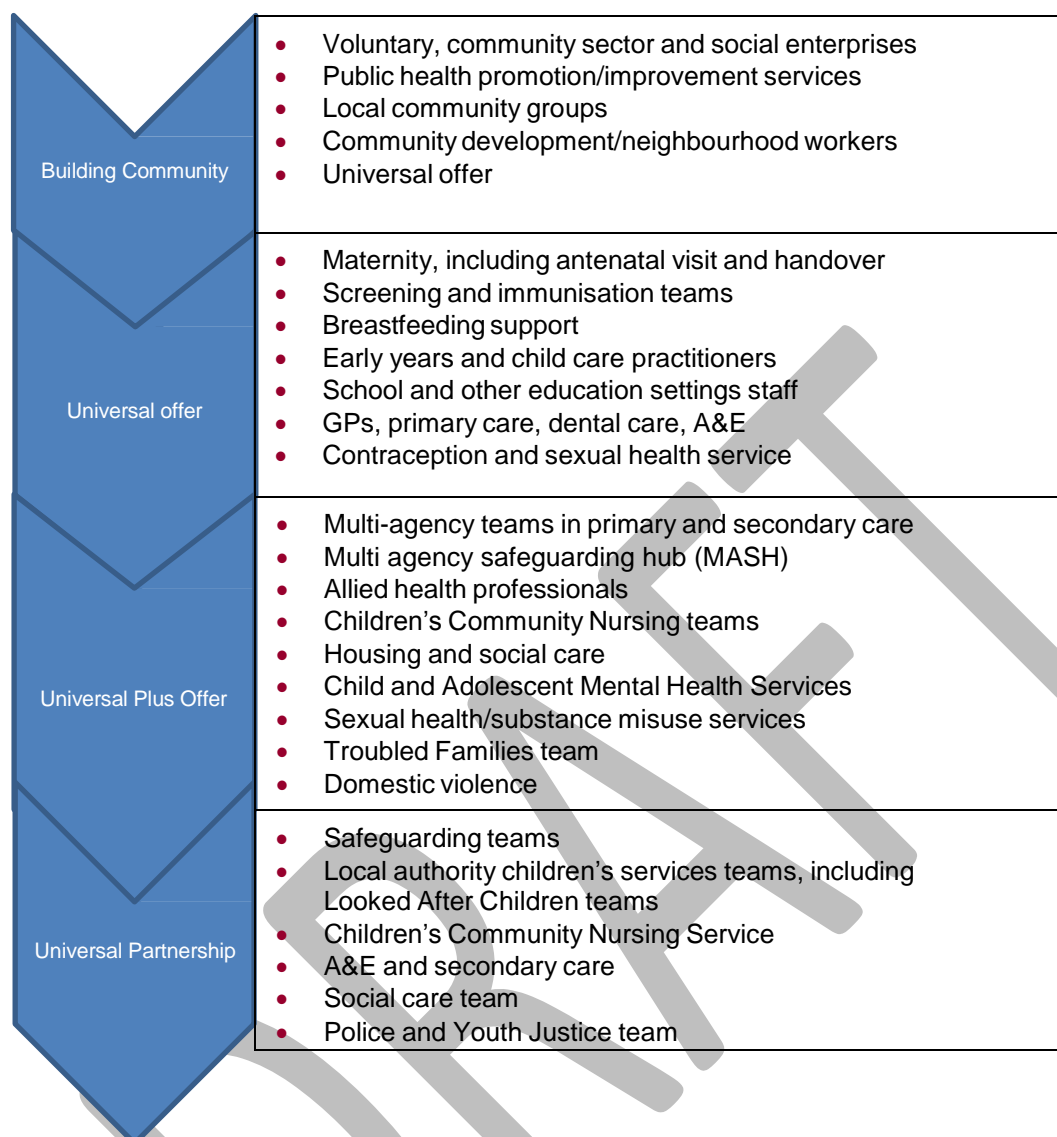 Building Community
• Voluntary, community sector and social enterprises
• Public health promotion/improvement services
• Local community groups
• Community development/neighbourhood workers
• Universal offer
Universal offer
• Maternity, including antenatal visit and handover
• Screening and immunisation teams
• Breastfeeding support
• Early years and child care practitioners
• School and other education settings staff
• GPs, primary care, dental care, A&E
• Contraception and sexual health service
Universal Plus Offer
• Multi-agency teams in primary and secondary care
• Multi agency safeguarding hub (MASH)
• Allied health professionals
• Children’s Community Nursing teams
• Housing and social care
• Child and Adolescent Mental Health Services
• Sexual health/substance misuse services
• Troubled Families team
• Domestic violence
Universal Partnership
• Safeguarding teams
• Local authority children’s services teams, including
Looked After Children teams
• Children’s Community Nursing Service
• A&E and secondary care
• Social care team
• Police and Youth Justice team
DRAFT